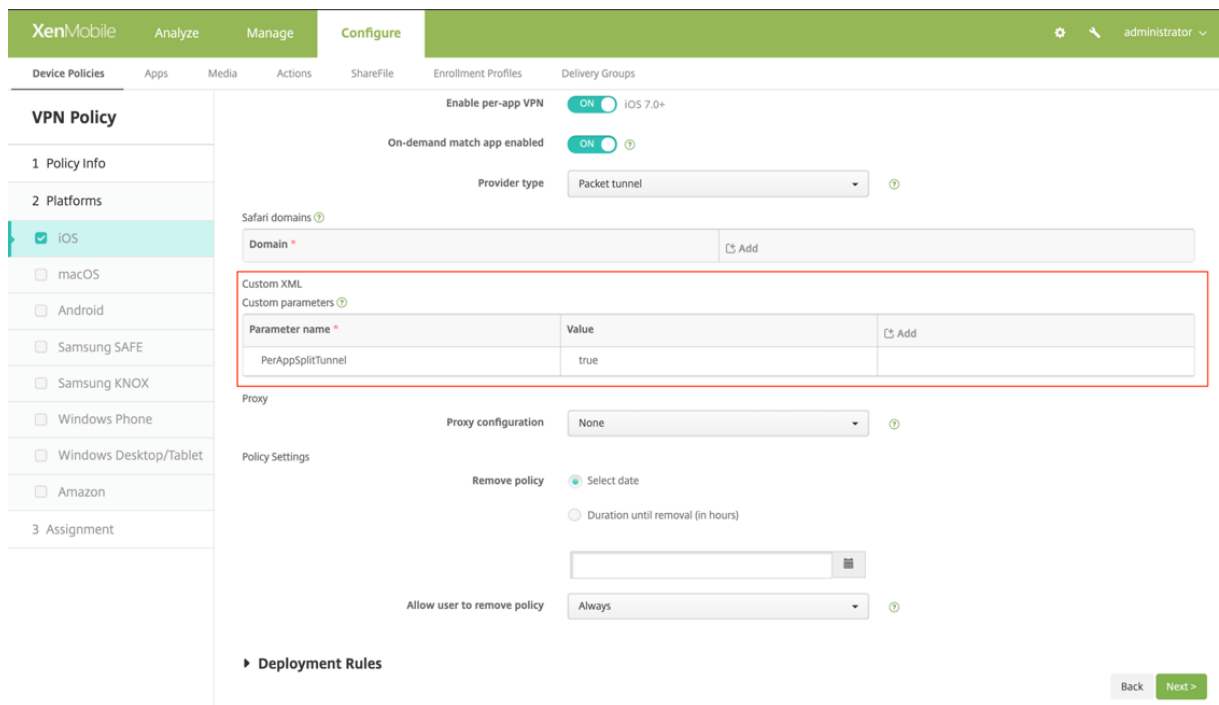 XenMobile Analyze Manage Configure administrator
Device Policies Apps Media Actions ShareFile Enrollment Profiles Delivery Groups
VPN Policy
1 Policy Info
2 Platforms
iOS
macOS
Android
Samsung SAFE
Samsung KNOX
Windows Phone
Windows Desktop/Tablet
Amazon
3 Assignment
Enable per-app VPN ON iOS 7.0+
On-demand match app enabled ON ?
Provider type Packet tunnel ?
Safari domains ?
Domain * Add
Custom XML
Custom parameters ?
Parameter name * Value Add
PerAppSplitTunnel true
Proxy
Proxy configuration None ?
Policy Settings
Remove policy Select date
Duration until removal (in hours)
Allow user to remove policy Always ?
Deployment Rules
Back Next >